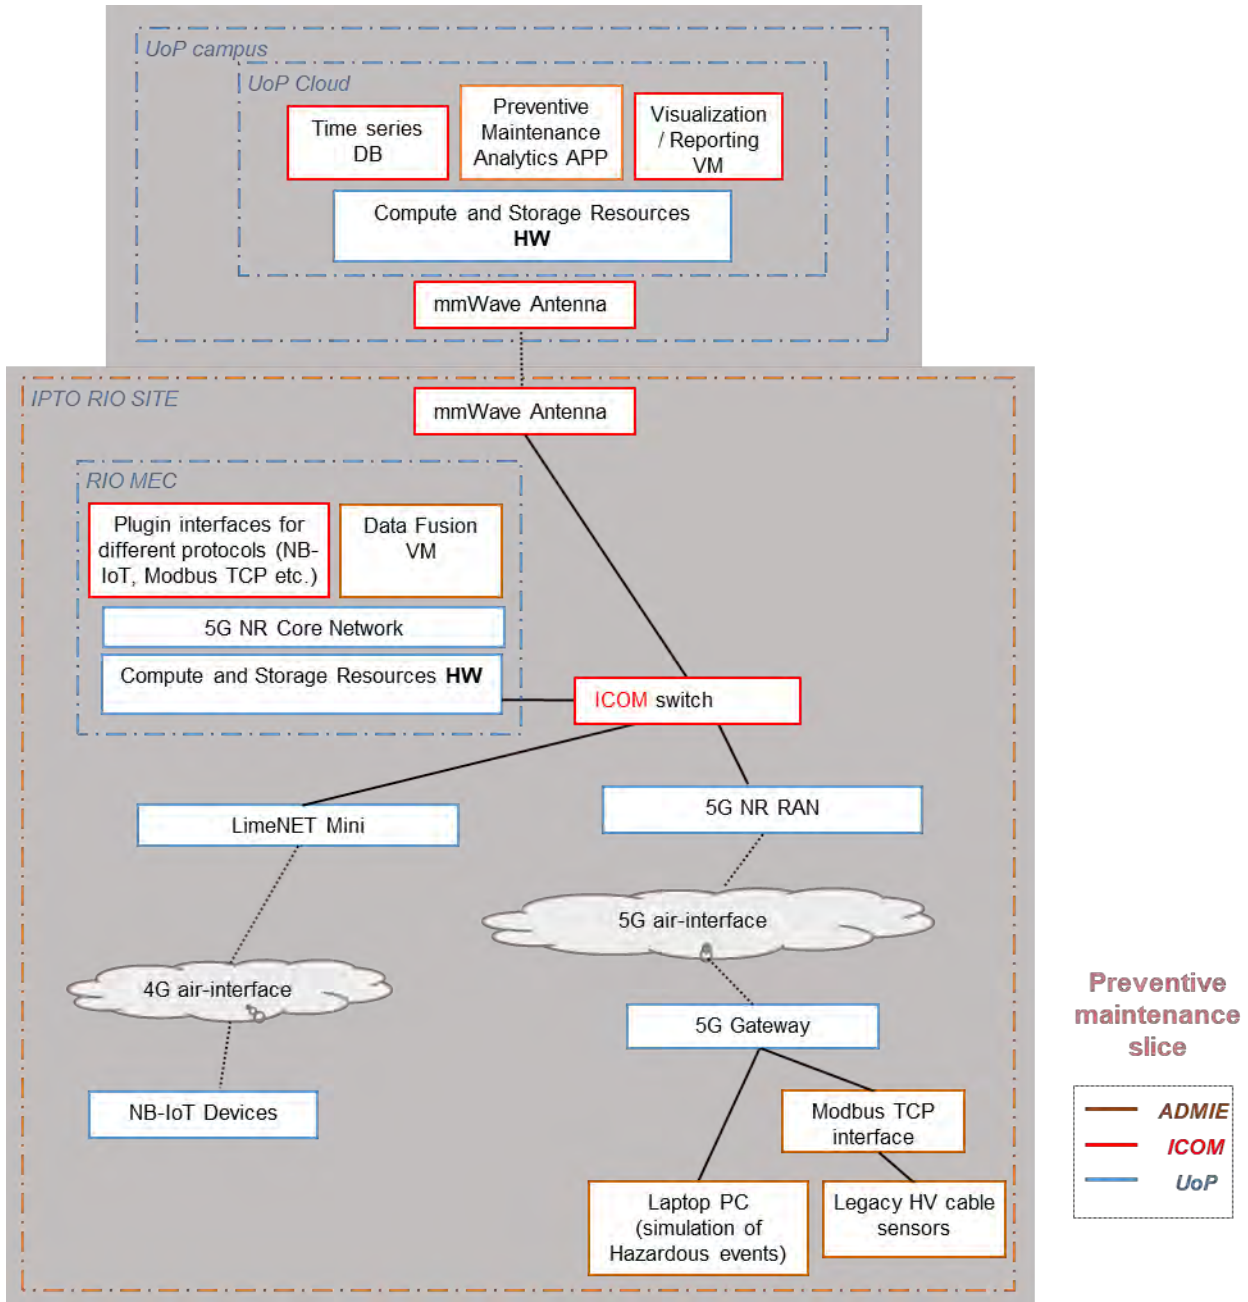 UoP campus
UoP Cloud
Time series
DB
Preventive
Maintenance
Analytics APP
Visualization
/ Reporting
VM
Compute and Storage Resources
HW
mmWave Antenna
IPTO RIO SITE
mmWave Antenna
RIO MEC
Plugin interfaces for
different protocols (NB-
IoT, Modbus TCP etc.)
Data Fusion
VM
5G NR Core Network
Compute and Storage Resources HW
ICOM switch
LimeNET Mini
5G NR RAN
5G air-interface
4G air-interface
5G Gateway
NB-IoT Devices
Modbus TCP
interface
Laptop PC
(simulation of
Hazardous events)
Legacy HV cable
sensors
Preventive
maintenance
slice
ADMIE
ICOM
UoP